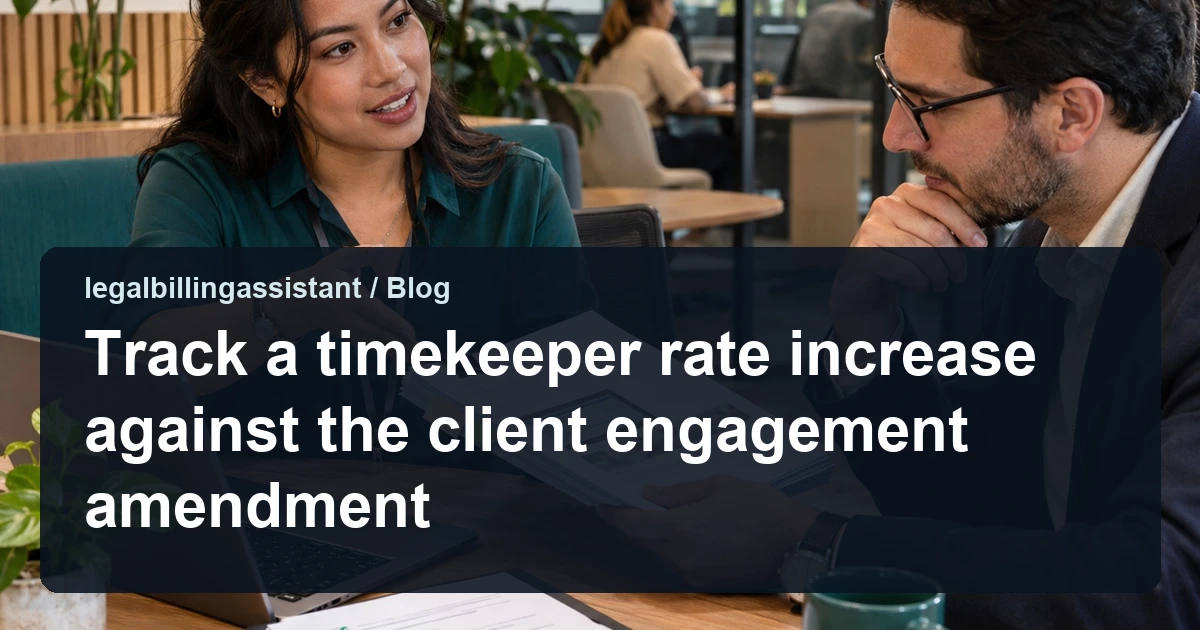 legalbillingassistant / Blog
Track a timekeeper rate increase
against the client engagement
amendment